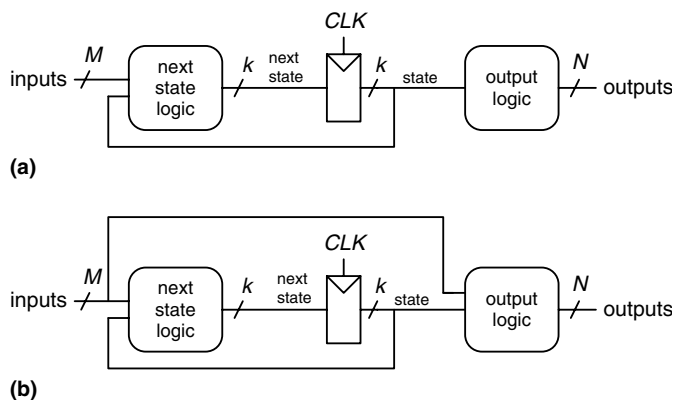 CLK
M
inputs
next
state
logic
k
next
state
k
state
output
logic
N
outputs
(a)
CLK
M
inputs
next
state
logic
k
next
state
k
state
output
logic
N
outputs
(b)